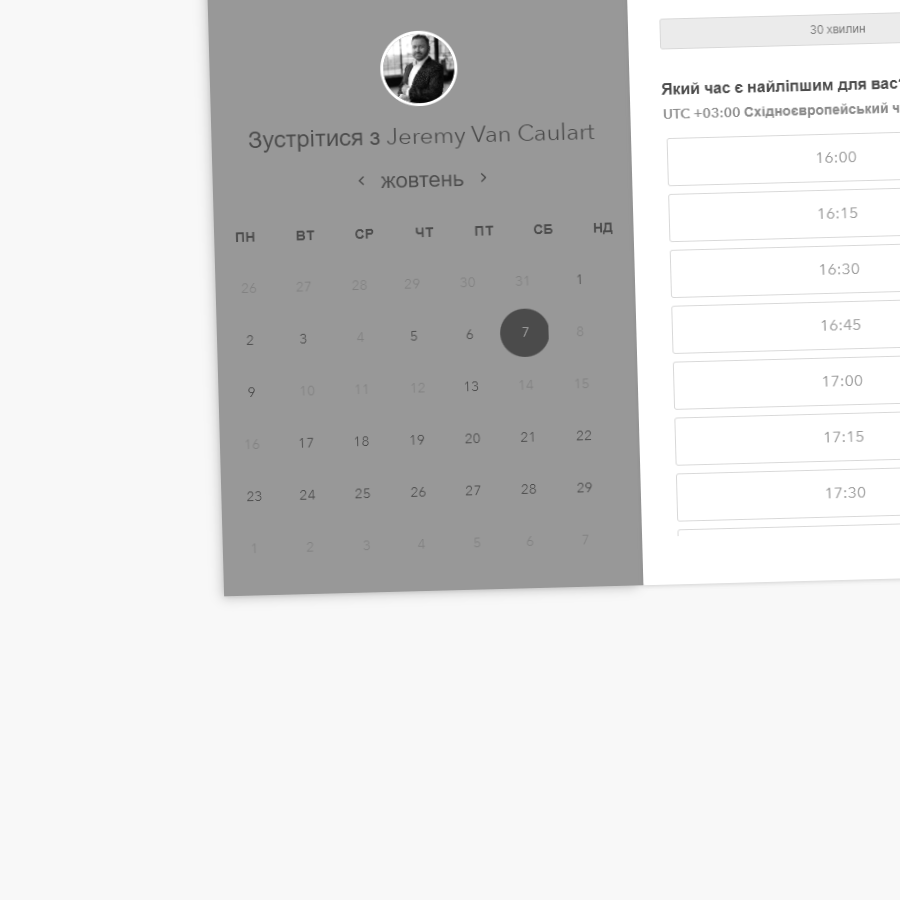 Зустрітися з Jeremy Van Caulart
жовтень
ПН ВТ СР ЧТ ПТ СБ НД
26 27 28 29 30 31 1
2 3 4 5 6 7 8
9 10 11 12 13 14 15
16 17 18 19 20 21 22
23 24 25 26 27 28 29
1 2 3 4 5 6 7
30 хвилин
Який час є найліпшим для вас?
UTC +03:00 Східноєвропейський
16:00
16:15
16:30
16:45
17:00
17:15
17:30